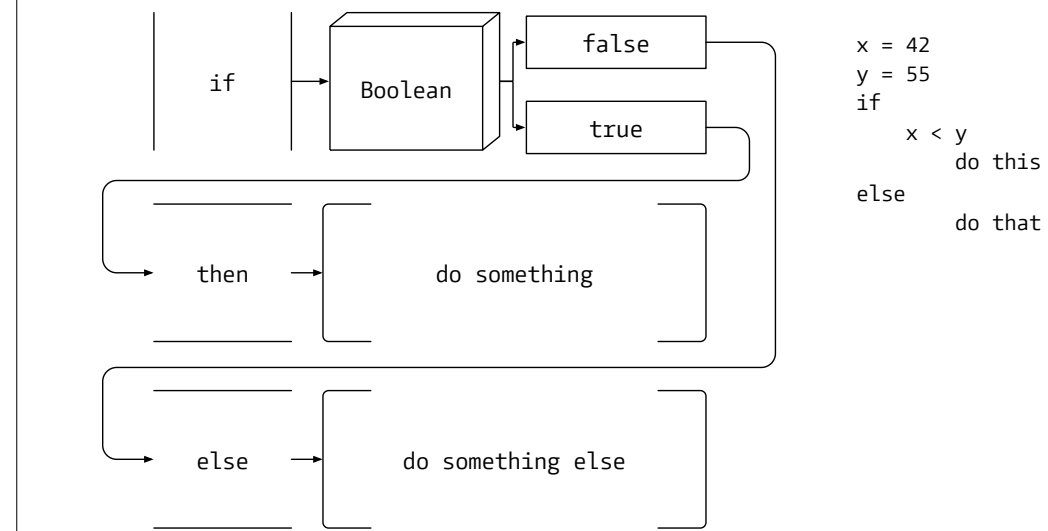 if
Boolean
false
true
then
do something
else
do something else
x = 42
y = 55
if
x < y
do this
else
do that